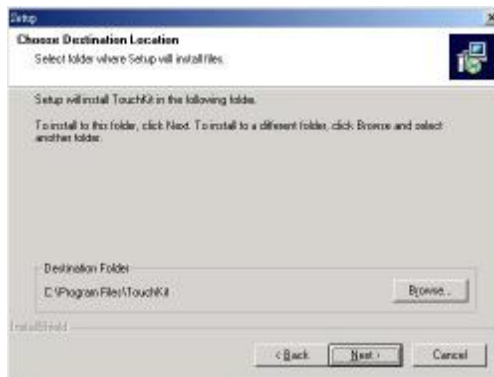 Setup
Choose Destination Location
Select folder where Setup will install files.
Setup will install TouchKit in the following folder.
To install to this folder, click Next. To install to a different folder, click Browse and select
another folder.
Destination Folder
C:\Program Files\TouchKit
Browse...
InstallShield
< Back
Next >
Cancel